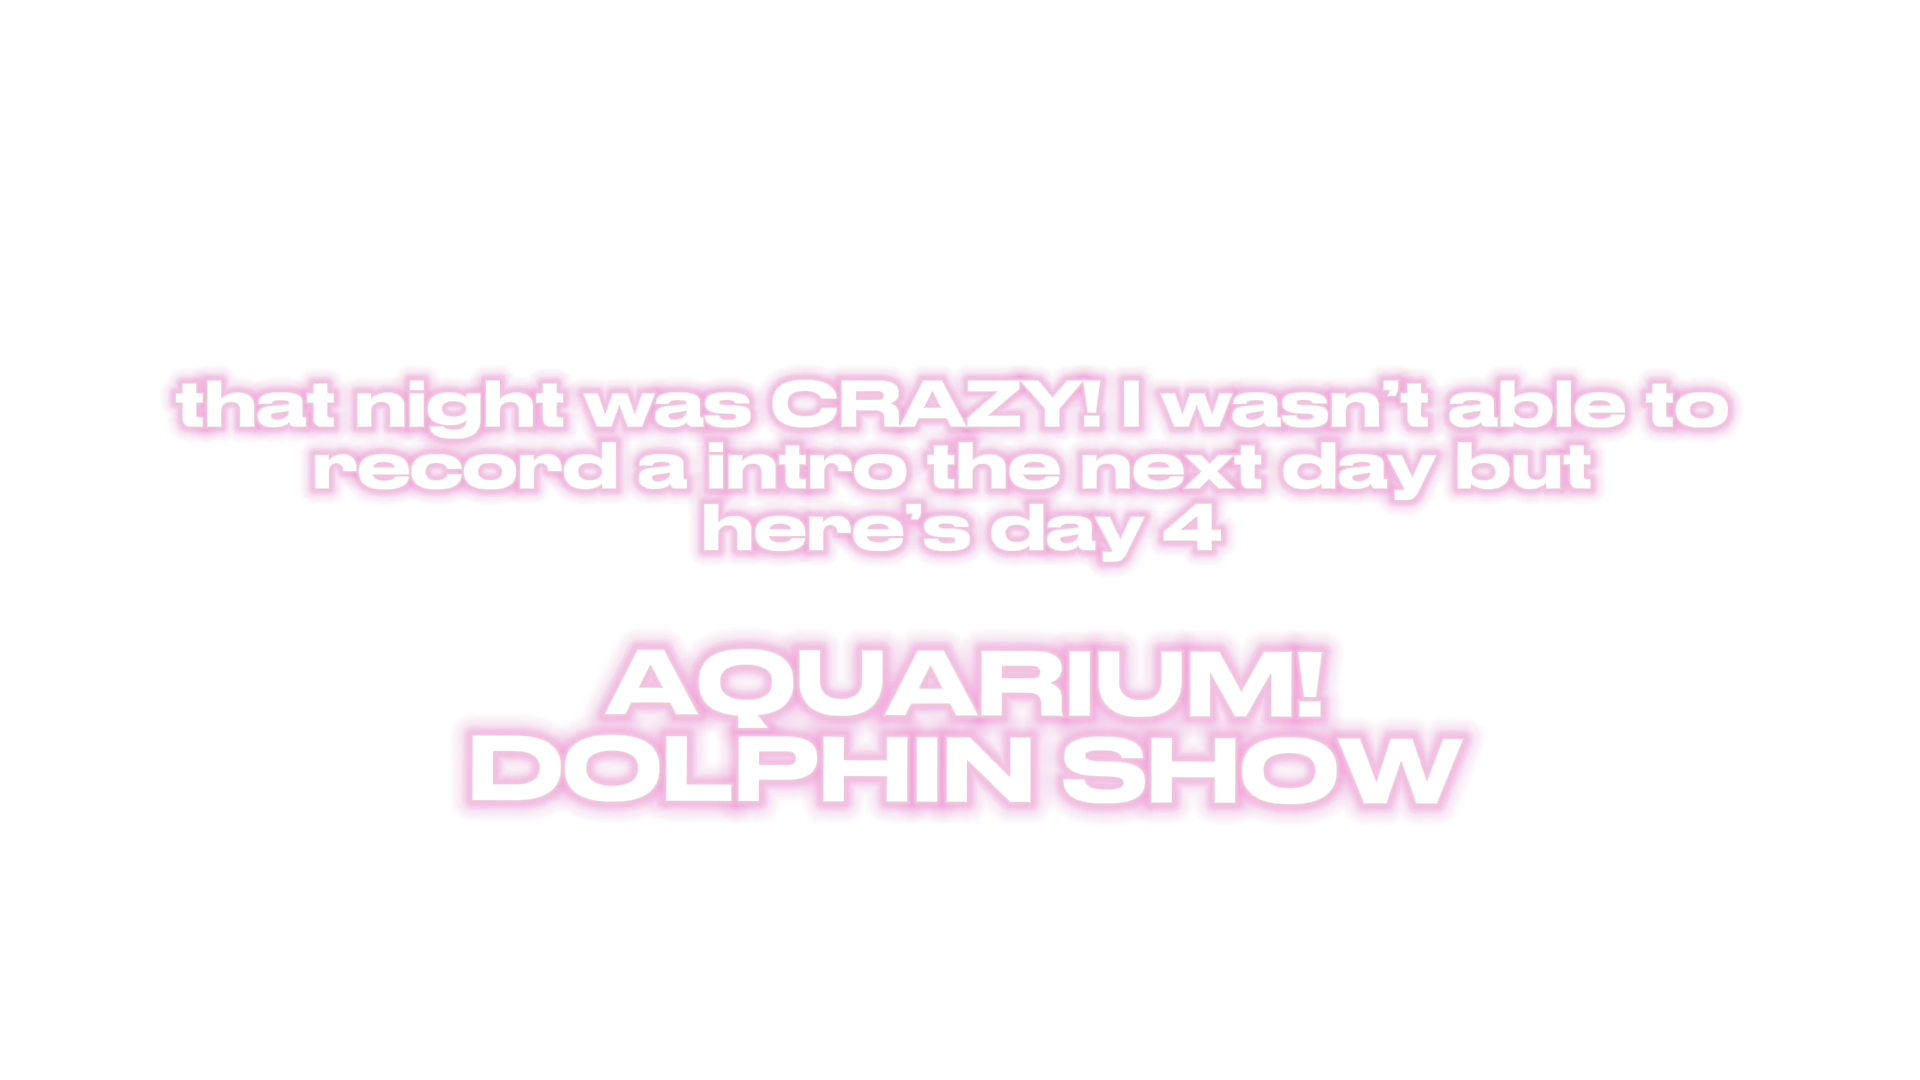 that night was CRAZY! I wasn’t able to
record a intro the next day but
here’s day 4
AQUARIUM!
DOLPHIN SHOW